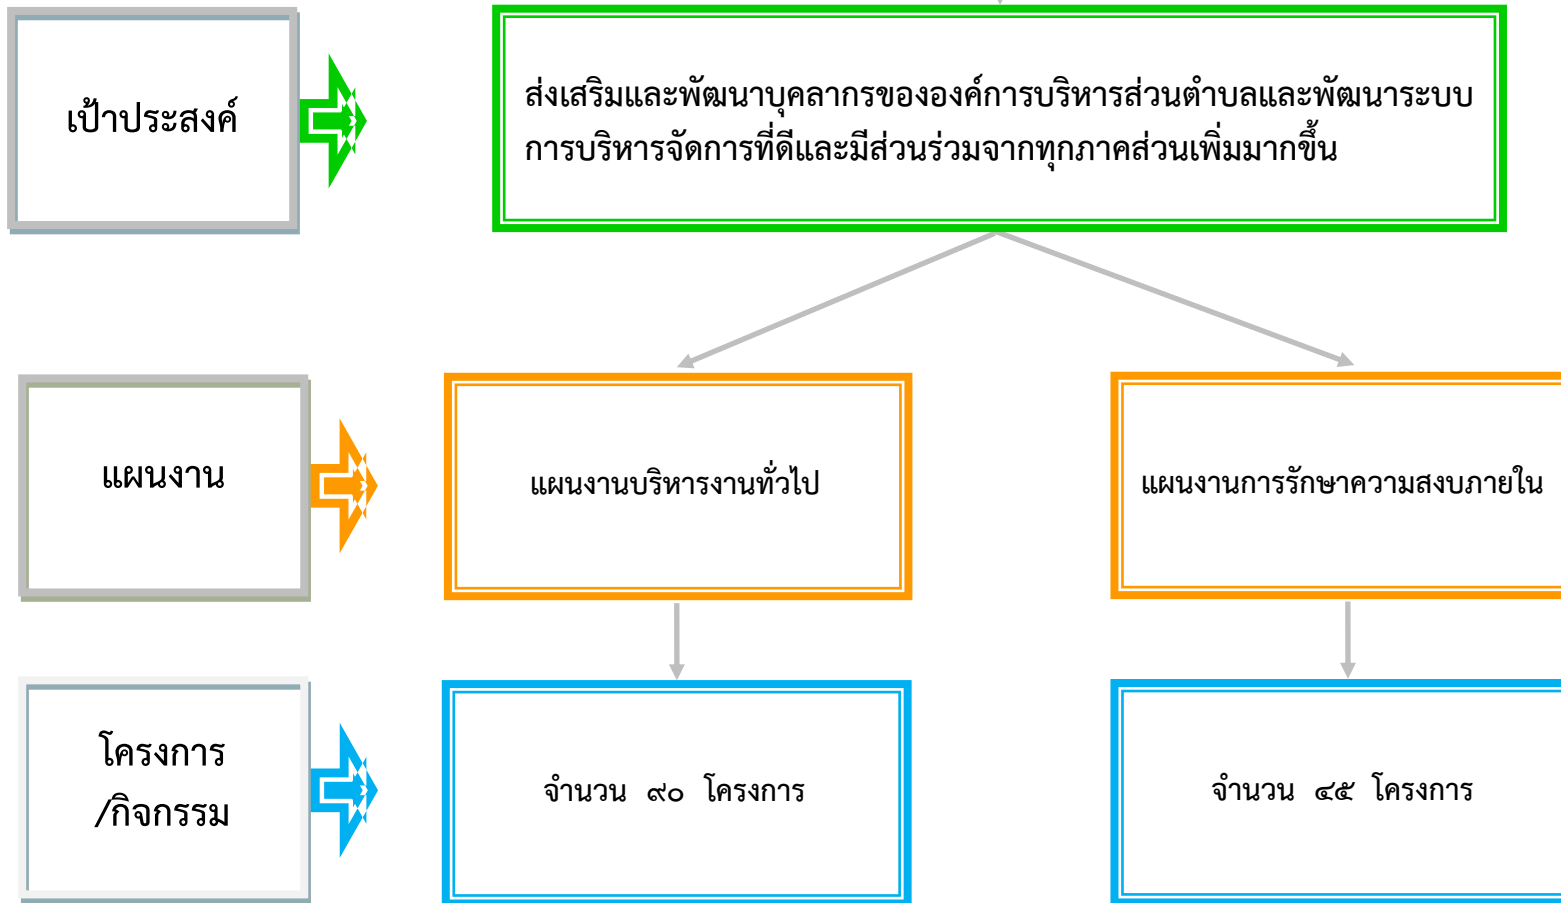 เป้าประสงค์
ส่งเสริมและพัฒนาบุคลากรขององค์การบริหารส่วนตำบลและพัฒนาระบบ
การบริหารจัดการที่ดีและมีส่วนร่วมจากทุกภาคส่วนเพิ่มมากขึ้น
แผนงาน
แผนงานบริหารงานทั่วไป
แผนงานการรักษาความสงบภายใน
โครงการ
/กิจกรรม
จำนวน ๙๐ โครงการ
จำนวน ๔๕ โครงการ